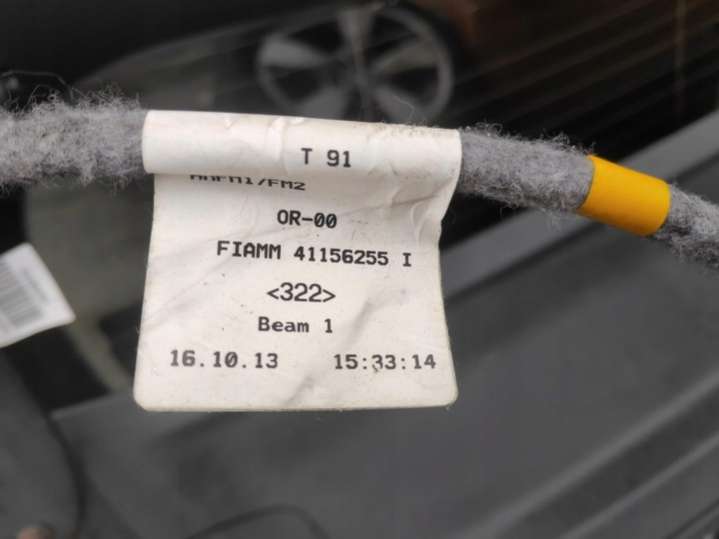 T 91
OR-00
FIAMM 41156255 I
<322>
Beam 1
16.10.13 15:33:14